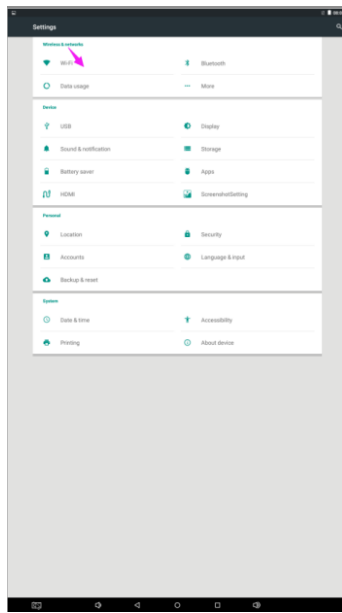 Settings
Wireless & networks
Wi-Fi
Bluetooth
Data usage
More
Device
USB
Display
Sound & notification
Storage
Battery saver
Apps
HDMI
ScreenshotSetting
Personal
Location
Security
Accounts
Language & input
Backup & reset
System
Date & time
Accessibility
Printing
About device